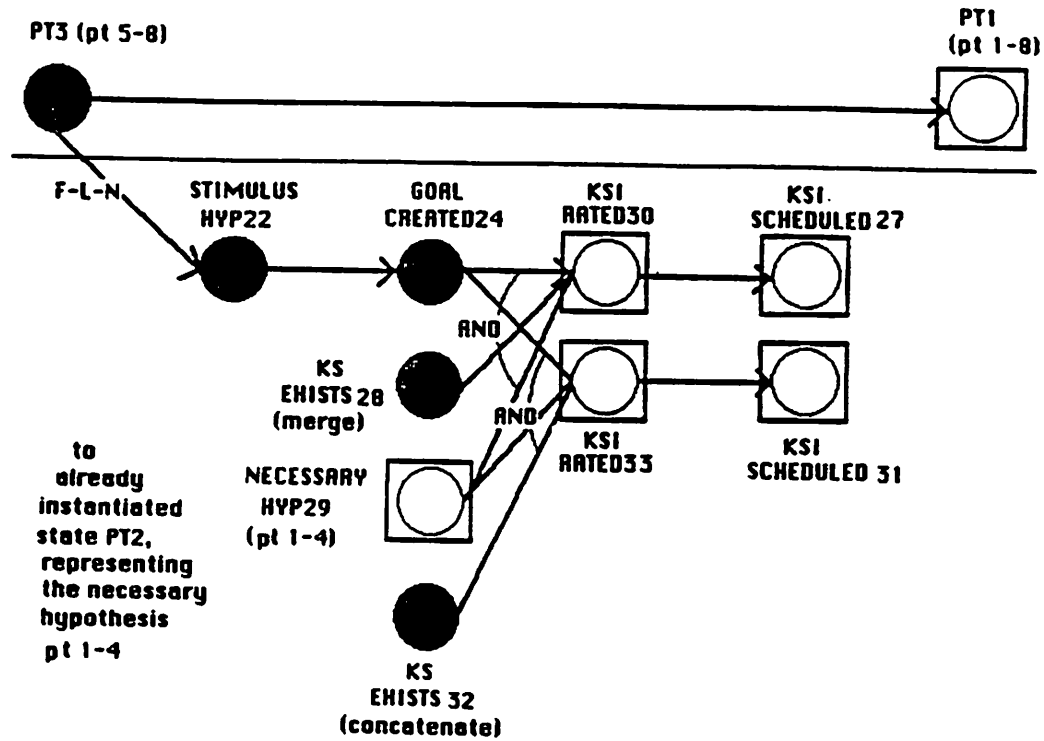 PT3 (pt 5-8)
PT1
(pt 1-8)
F-L-N
STIMULUS
HYP22
GOAL
CREATED24
KSI
RATED30
KSI.
SCHEDULED 27
AND
KS
EHISTS 28
(merge)
AND
KSI
RATED33
KSI
SCHEDULED 31
NECESSARY
HYP29
(pt 1-4)
to
already
instantiated
state PT2,
representing
the necessary
hypothesis
pt 1-4
KS
EHISTS 32
(concatenate)